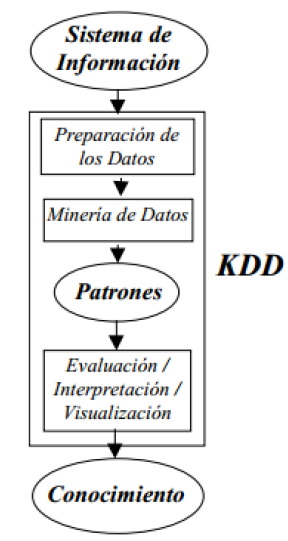 Sistema de
Información
Preparación de
los Datos
Minería de Datos
KDD
Patrones
Evaluación /
Interpretación /
Visualización
Conocimiento